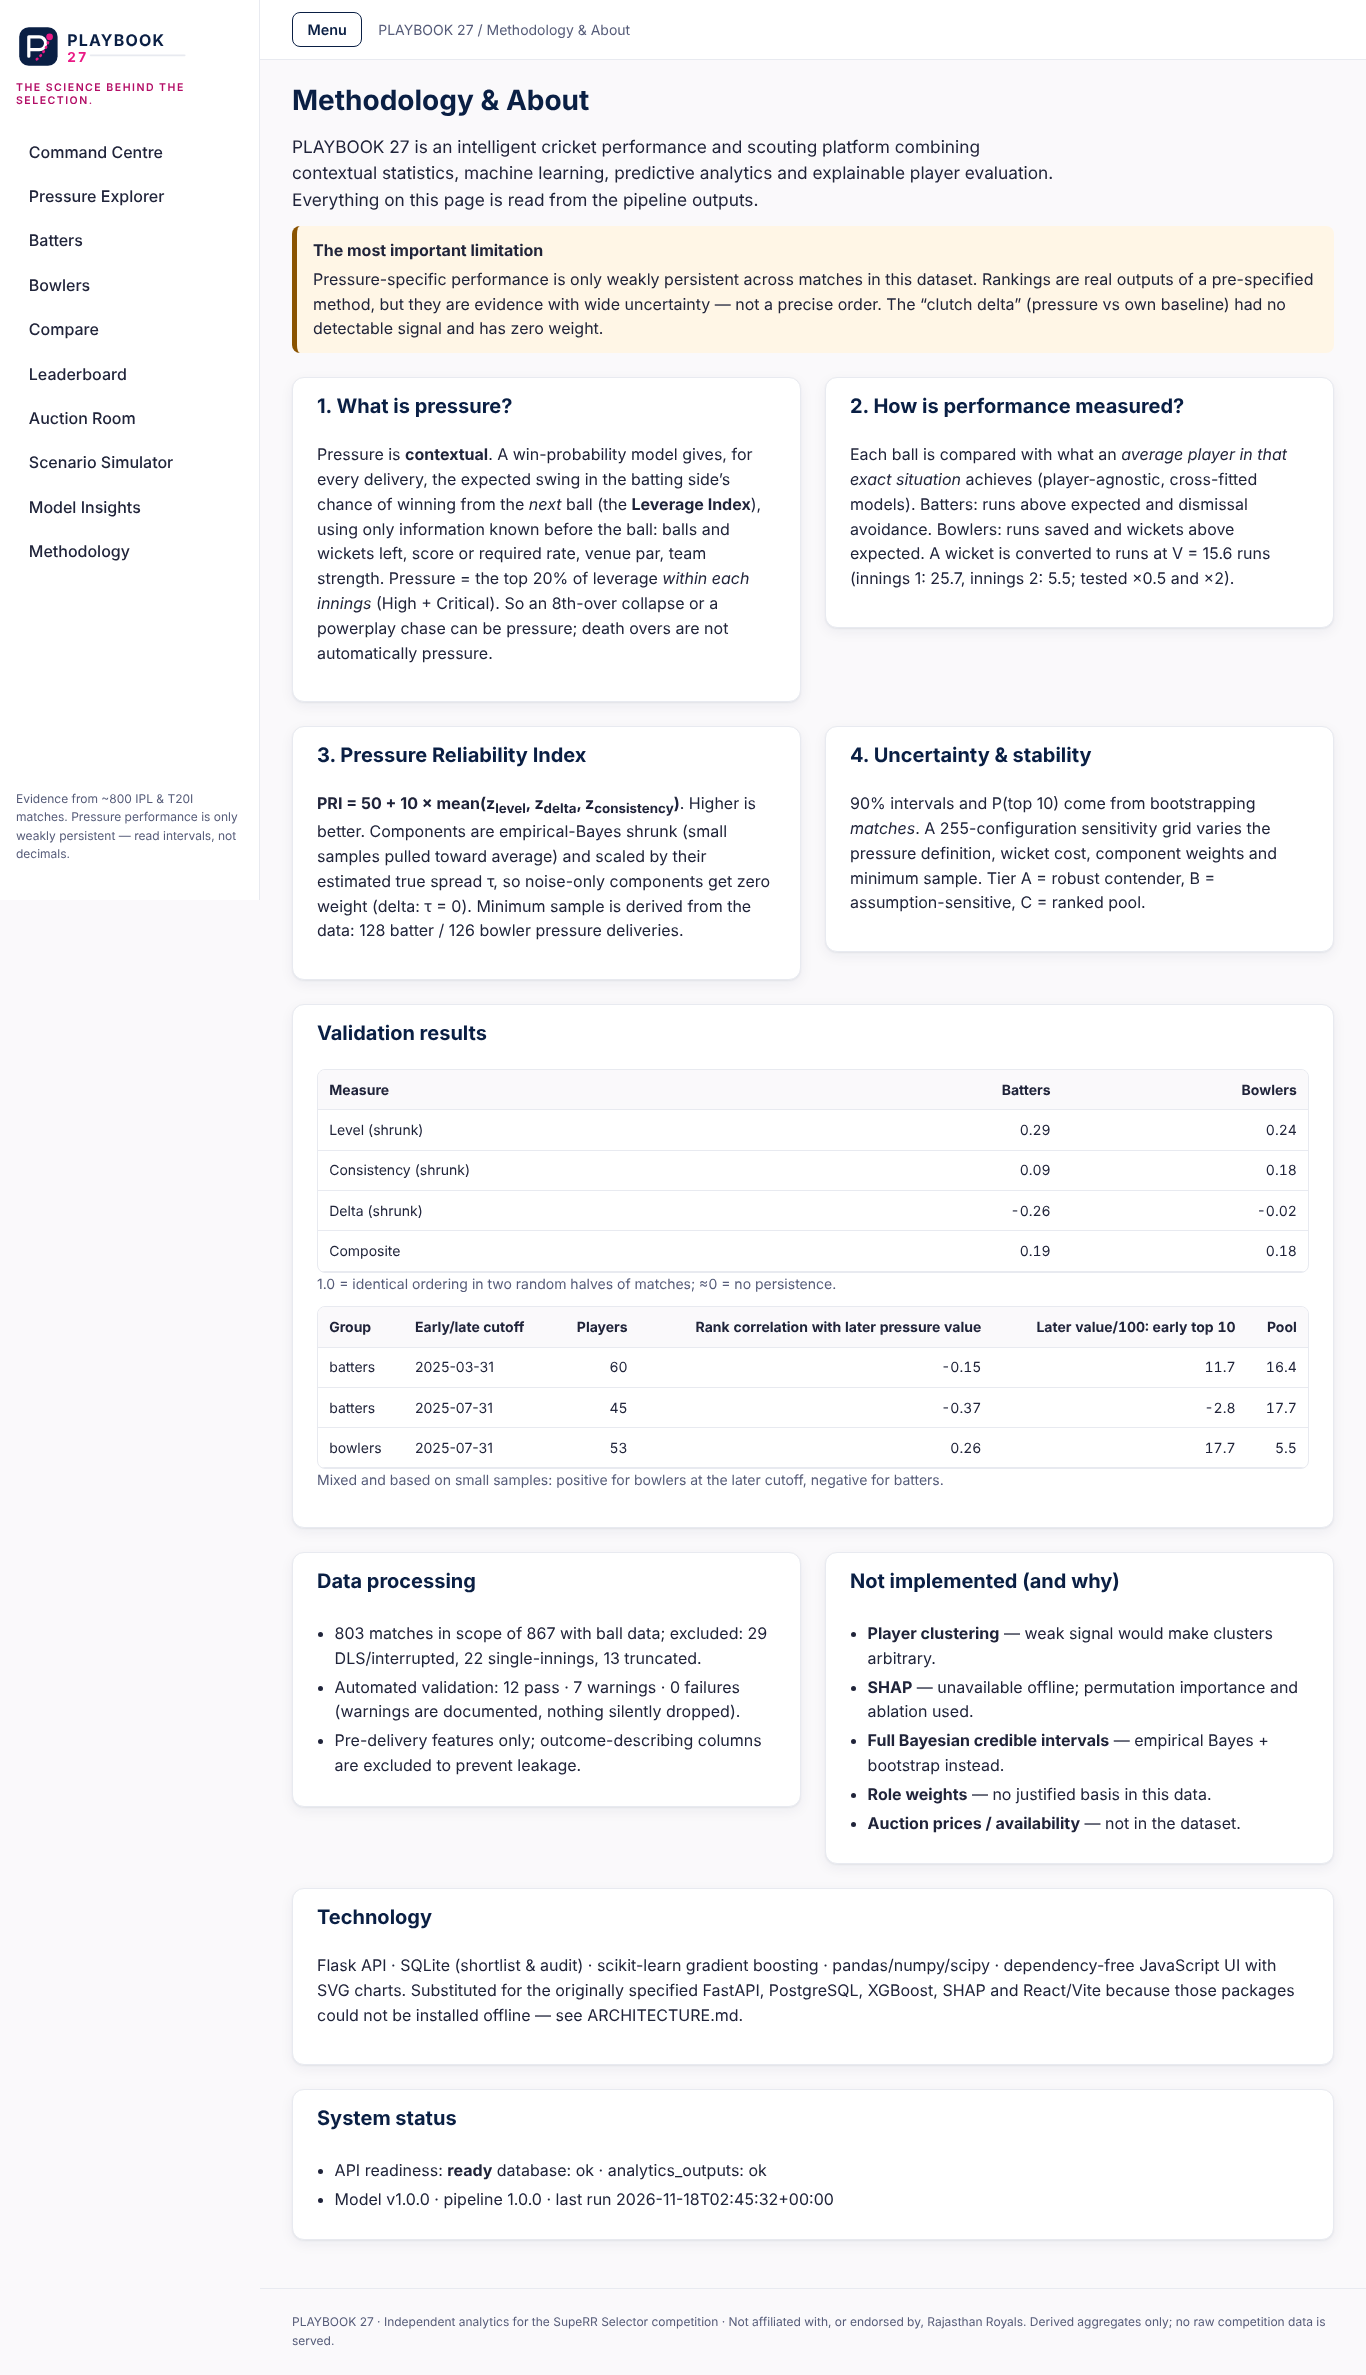 PLAYBOOK
27
THE SCIENCE BEHIND THE
SELECTION.
Command Centre
Pressure Explorer
Batters
Bowlers
Compare
Leaderboard
Auction Room
Scenario Simulator
Model Insights
Methodology
Evidence from ~800 IPL & T20I
matches. Pressure performance is only
weakly persistent — read intervals, not
decimals.
Menu PLAYBOOK 27 / Methodology & About
Methodology & About
PLAYBOOK 27 is an intelligent cricket performance and scouting platform combining
contextual statistics, machine learning, predictive analytics and explainable player evaluation.
Everything on this page is read from the pipeline outputs.
The most important limitation
Pressure-specific performance is only weakly persistent across matches in this dataset. Rankings are real outputs of a pre-specified
method, but they are evidence with wide uncertainty — not a precise order. The “clutch delta” (pressure vs own baseline) had no
detectable signal and has zero weight.
1. What is pressure?
Pressure is contextual. A win-probability model gives, for
every delivery, the expected swing in the batting side’s
chance of winning from the next ball (the Leverage Index),
using only information known before the ball: balls and
wickets left, score or required rate, venue par, team
strength. Pressure = the top 20% of leverage within each
innings (High + Critical). So an 8th-over collapse or a
powerplay chase can be pressure; death overs are not
automatically pressure.
2. How is performance measured?
Each ball is compared with what an average player in that
exact situation achieves (player-agnostic, cross-fitted
models). Batters: runs above expected and dismissal
avoidance. Bowlers: runs saved and wickets above
expected. A wicket is converted to runs at V = 15.6 runs
(innings 1: 25.7, innings 2: 5.5; tested ×0.5 and ×2).
3. Pressure Reliability Index
PRI = 50 + 10 × mean(zlevel, zdelta, zconsistency). Higher is
better. Components are empirical-Bayes shrunk (small
samples pulled toward average) and scaled by their
estimated true spread τ, so noise-only components get zero
weight (delta: τ = 0). Minimum sample is derived from the
data: 128 batter / 126 bowler pressure deliveries.
4. Uncertainty & stability
90% intervals and P(top 10) come from bootstrapping
matches. A 255-configuration sensitivity grid varies the
pressure definition, wicket cost, component weights and
minimum sample. Tier A = robust contender, B =
assumption-sensitive, C = ranked pool.
Validation results
Measure Batters Bowlers
Level (shrunk) 0.29 0.24
Consistency (shrunk) 0.09 0.18
Delta (shrunk) -0.26 -0.02
Composite 0.19 0.18
1.0 = identical ordering in two random halves of matches; ≈0 = no persistence.
Group Early/late cutoff Players Rank correlation with later pressure value Later value/100: early top 10 Pool
batters 2025-03-31 60 -0.15 11.7 16.4
batters 2025-07-31 45 -0.37 -2.8 17.7
bowlers 2025-07-31 53 0.26 17.7 5.5
Mixed and based on small samples: positive for bowlers at the later cutoff, negative for batters.
Data processing
• 803 matches in scope of 867 with ball data; excluded: 29
DLS/interrupted, 22 single-innings, 13 truncated.
• Automated validation: 12 pass · 7 warnings · 0 failures
(warnings are documented, nothing silently dropped).
• Pre-delivery features only; outcome-describing columns
are excluded to prevent leakage.
Not implemented (and why)
• Player clustering — weak signal would make clusters
arbitrary.
• SHAP — unavailable offline; permutation importance and
ablation used.
• Full Bayesian credible intervals — empirical Bayes +
bootstrap instead.
• Role weights — no justified basis in this data.
• Auction prices / availability — not in the dataset.
Technology
Flask API · SQLite (shortlist & audit) · scikit-learn gradient boosting · pandas/numpy/scipy · dependency-free JavaScript UI with
SVG charts. Substituted for the originally specified FastAPI, PostgreSQL, XGBoost, SHAP and React/Vite because those packages
could not be installed offline — see ARCHITECTURE.md.
System status
• API readiness: ready database: ok · analytics_outputs: ok
• Model v1.0.0 · pipeline 1.0.0 · last run 2026-11-18T02:45:32+00:00
PLAYBOOK 27 · Independent analytics for the SupeRR Selector competition · Not affiliated with, or endorsed by, Rajasthan Royals. Derived aggregates only; no raw competition data is
served.